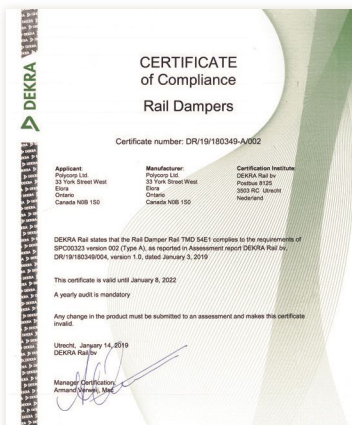 DEKRA
CERTIFICATE
of Compliance
Rail Dampers
Certificate number: DR/19/180349-A/002
Applicant:
Polycorp Ltd.
33 York Street West
Elora
Ontario
Canada N0B 1S0
Manufacturer:
Polycorp Ltd.
33 York Street West
Elora
Ontario
Canada N0B 1S0
Certification Institute:
DEKRA Rail bv
Postbus 8125
3503 RC Utrecht
Nederland
DEKRA Rail states that the Rail Damper Rail TMD 54E1 complies to the requirements of
SPC00323 version 002 (Type A), as reported in Assessment report DEKRA Rail bv,
DR/19/180349/004, version 1.0, dated January 3, 2019
This certificate is valid until January 8, 2022
A yearly audit is mandatory
Any change in the product must be submitted to an assessment and makes this certificate
invalid.
Utrecht, January 14, 2019
DEKRA Rail bv
Manager Certification,
Armand Verweij, Msc